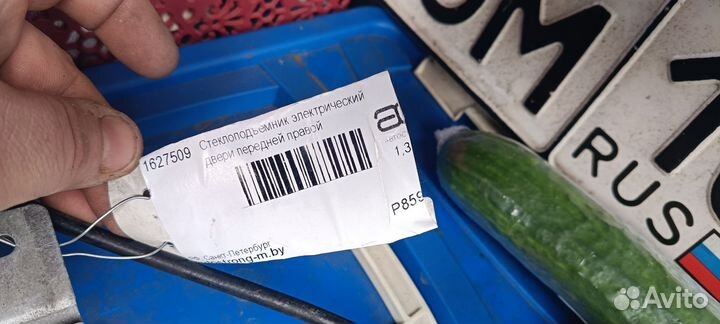 1627509
Стеклоподъемник электрический
двери передней правой
1,3
P859
Санкт-Петербург
strong-m.by
RUS
Avito